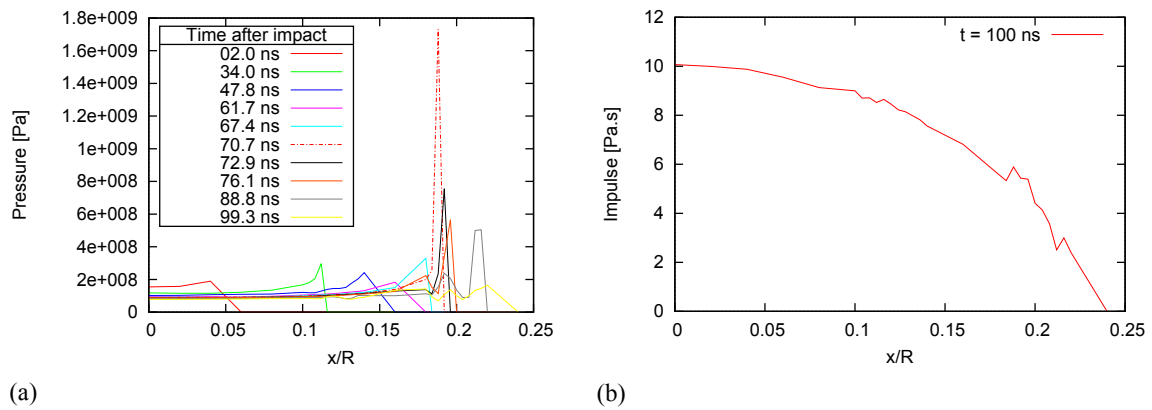 1.8e+009
1.6e+009
1.4e+009
1.2e+009
1e+009
8e+008
6e+008
4e+008
2e+008
0
Pressure [Pa]
Time after impact
02.0 ns
34.0 ns
47.8 ns
61.7 ns
67.4 ns
70.7 ns
72.9 ns
76.1 ns
88.8 ns
99.3 ns
0 0.05 0.1 0.15 0.2 0.25
x/R
(a)
12
10
8
6
4
2
0
Impulse [Pa.s]
t = 100 ns
0 0.05 0.1 0.15 0.2 0.25
x/R
(b)